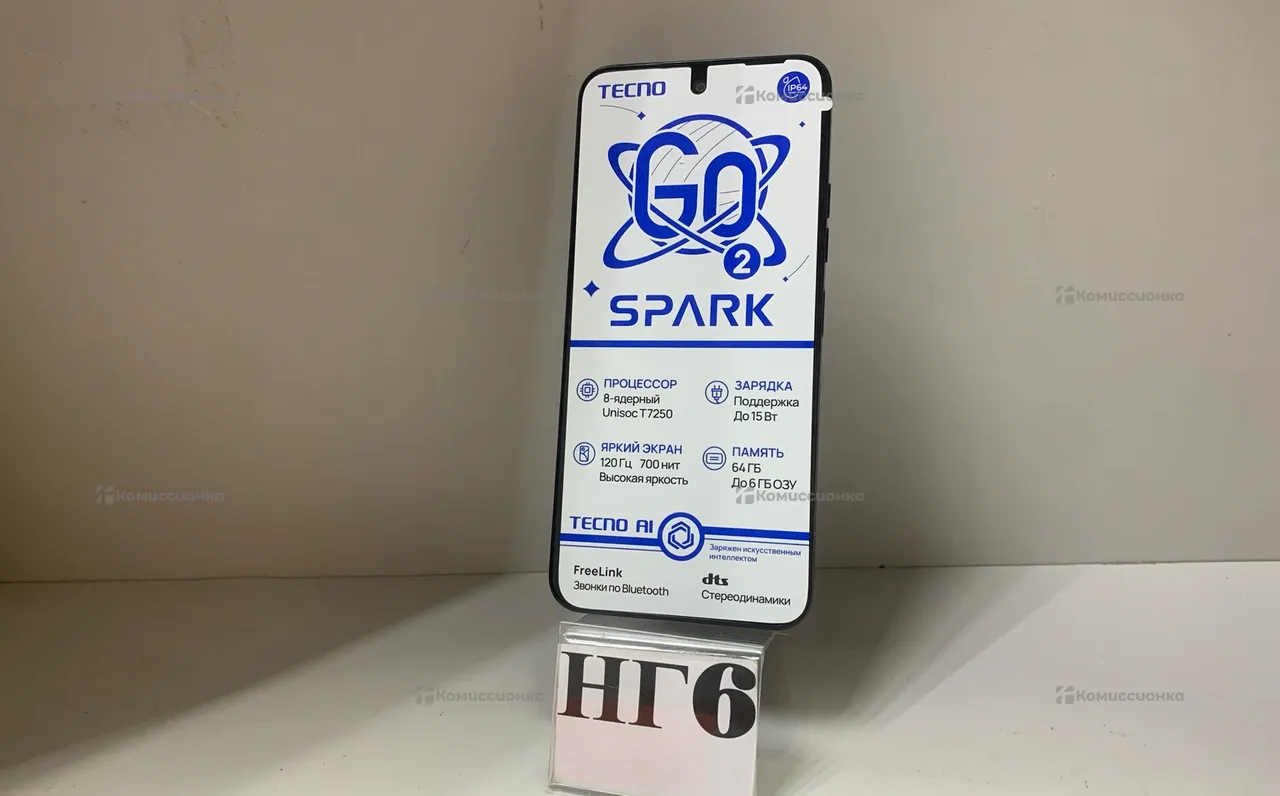 TECNO
IP64
GO
2
SPARK
ПРОЦЕССОР
8-ядерный
Unisoc T7250
ЗАРЯДКА
Поддержка
До 15 Вт
ЯРКИЙ ЭКРАН
120 Гц 700 нит
Высокая яркость
ПАМЯТЬ
64 ГБ
До 6 ГБ ОЗУ
TECNO AI
Заряжен искусственным
интеллектом
FreeLink
Звонки по Bluetooth
dts
Стереодинамики
НГ6
Комиссионка
Комиссионка
Комиссионка
Комиссионка
Комиссионка
Комиссионка